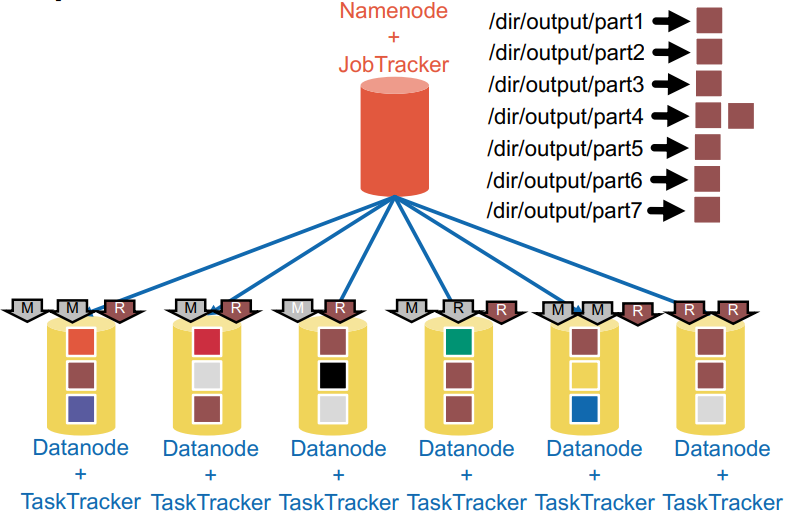 Namenode
+
JobTracker
/dir/output/part1
/dir/output/part2
/dir/output/part3
/dir/output/part4
/dir/output/part5
/dir/output/part6
/dir/output/part7
M M R M R M R M R R M M R R R
Datanode Datanode Datanode Datanode Datanode Datanode
+ + + + + +
TaskTracker TaskTracker TaskTracker TaskTracker TaskTracker TaskTracker